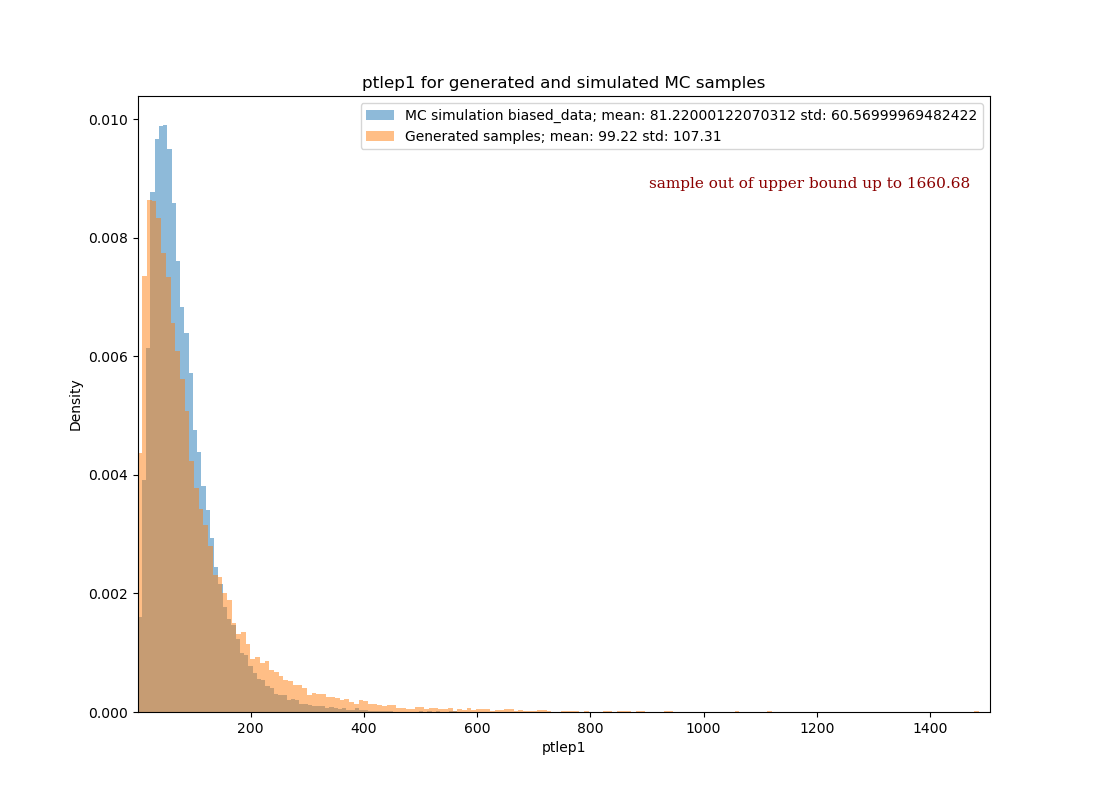 ptlep1 for generated and simulated MC samples
MC simulation biased_data; mean: 81.22000122070312 std: 60.56999969482422
Generated samples; mean: 99.22 std: 107.31
sample out of upper bound up to 1660.68
0.010
0.008
0.006
0.004
0.002
0.000
Density
200 400 600 800 1000 1200 1400
ptlep1